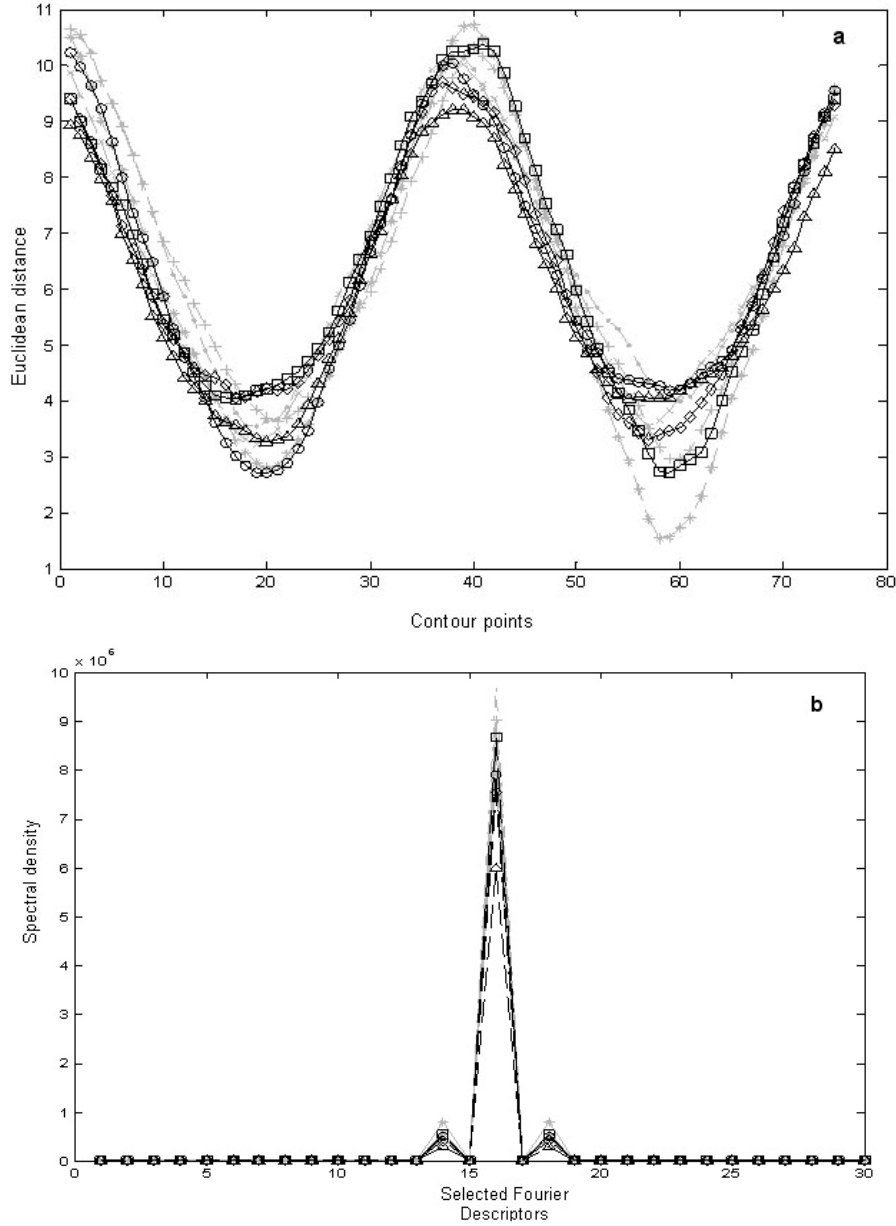 11
10
9
8
7
6
5
4
3
2
1
a
Euclidean distance
0 10 20 30 40 50 60 70 80
Contour points
× 10⁶
10
9
8
7
6
5
4
3
2
1
0
b
Spectral density
0 5 10 15 20 25 30
Selected Fourier
Descriptors